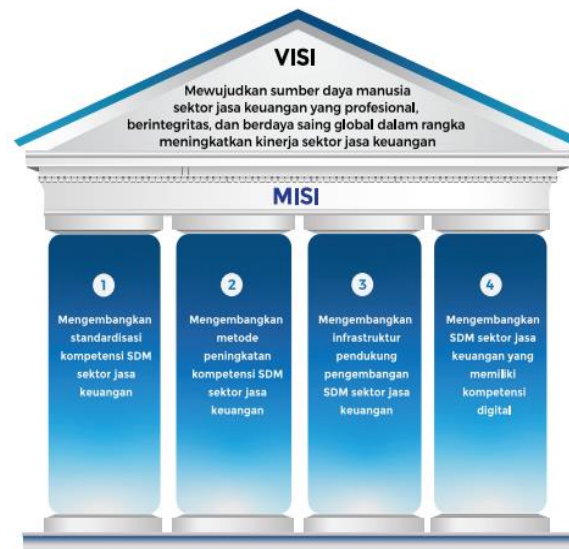 VISI
Mewujudkan sumber daya manusia
sektor jasa keuangan yang profesional,
berintegritas, dan berdaya saing global dalam rangka
meningkatkan kinerja sektor jasa keuangan
MISI
1
Mengembangkan
standardisasi
kompetensi SDM
sektor jasa
keuangan
2
Mengembangkan
metode
peningkatan
kompetensi SDM
sektor jasa
keuangan
3
Mengembangkan
infrastruktur
pendukung
pengembangan
SDM sektor jasa
keuangan
4
Mengembangkan
SDM sektor jasa
keuangan yang
memiliki
kompetensi
digital